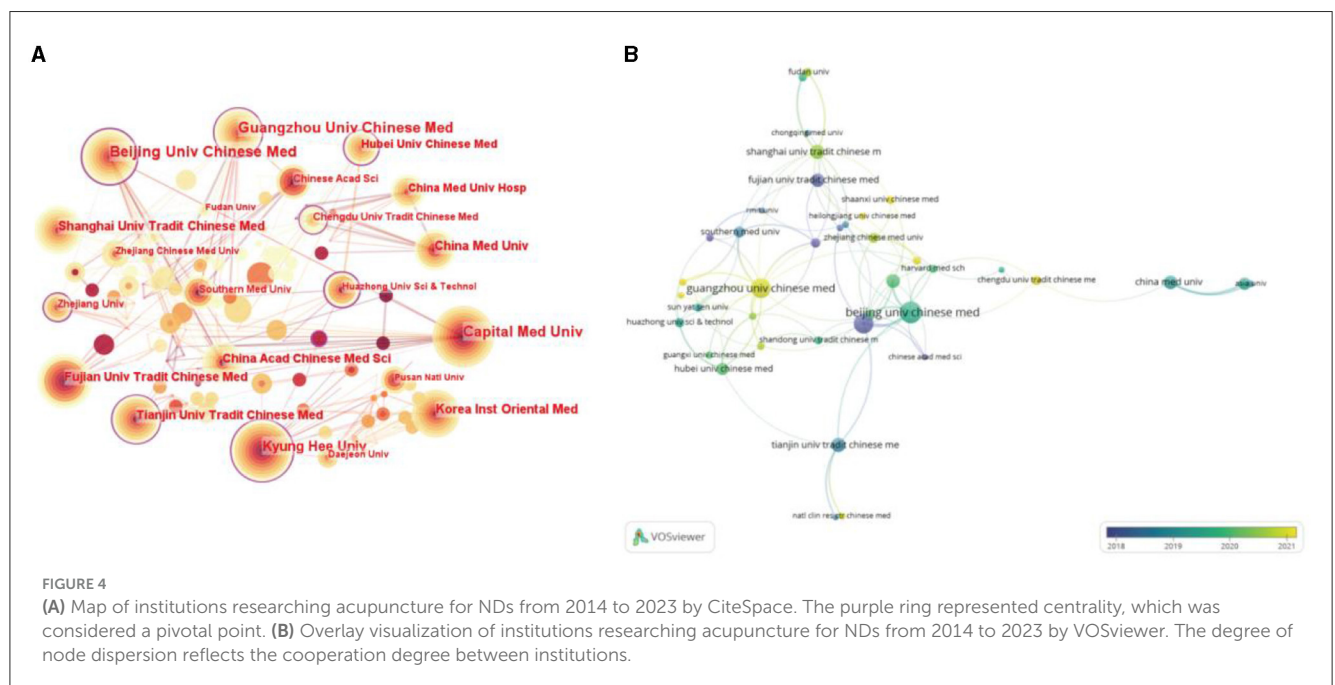 A
Guangzhou Univ Chinese Med
Hubei Univ Chinese Med
Beijing Univ Chinese Med
Chinese Acad Sci
China Med Univ Hosp
Fudan Univ
Chengdu Univ Tradit Chinese Med
Shanghai Univ Tradit Chinese Med
China Med Univ
Zhejiang Chinese Med Univ
Southern Med Univ
Huazhong Univ Sci & Technol
Zhejiang Univ
Capital Med Univ
China Acad Chinese Med Sci
Fujian Univ Tradit Chinese Med
Pusan Natl Univ
Tianjin Univ Tradit Chinese Med
Korea Inst Oriental Med
Kyung Hee Univ
Daejeon Univ
B
fudan univ
chongqing med univ
shanghai univ tradit chinese m
fujian univ tradit chinese med
shaanxi univ chinese med
heilongjiang univ chinese med
southern med univ
zhejiang chinese med univ
harvard med sch
chengdu univ tradit chinese me
china med univ
guangzhou univ chinese med
sun yat sen univ
beijing univ chinese med
huazhong univ sci & technol
shandong univ tradit chinese m
guangxi univ chinese med
chinese acad med sci
hubei univ chinese med
tianjin univ tradit chinese me
natl clin res ctr chinese med
VOSviewer
2018 2019 2020 2021
FIGURE 4
(A) Map of institutions researching acupuncture for NDs from 2014 to 2023 by CiteSpace. The purple ring represented centrality, which was
considered a pivotal point. (B) Overlay visualization of institutions researching acupuncture for NDs from 2014 to 2023 by VOSviewer. The degree of
node dispersion reflects the cooperation degree between institutions.